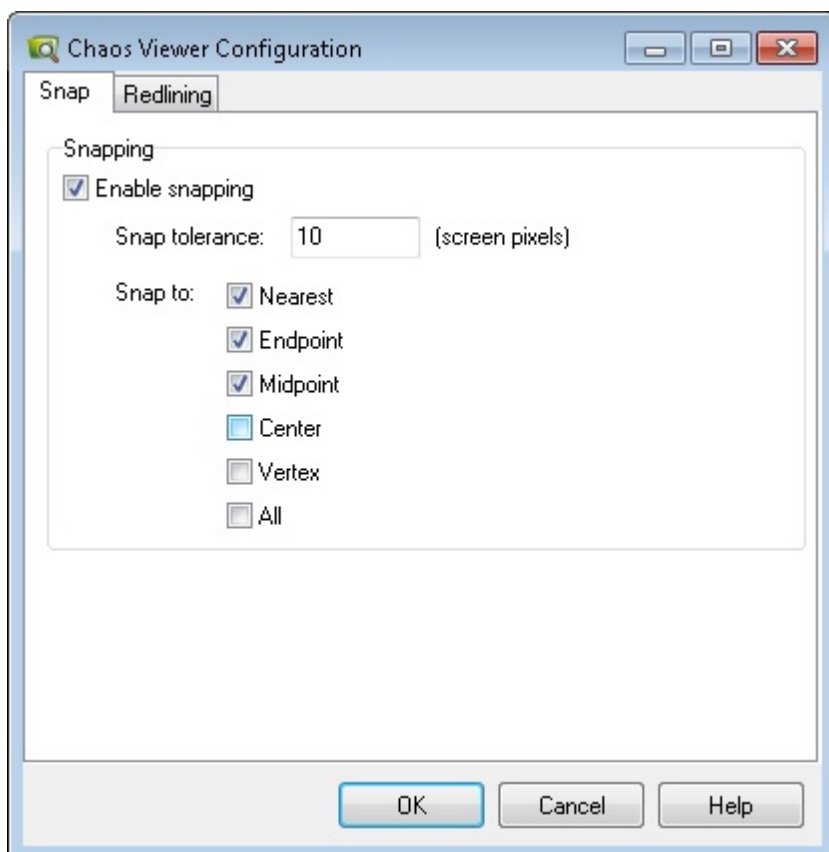 Chaos Viewer Configuration
Snap Redlining
Snapping
Enable snapping
Snap tolerance: 10 (screen pixels)
Snap to: Nearest
Endpoint
Midpoint
Center
Vertex
All
OK Cancel Help